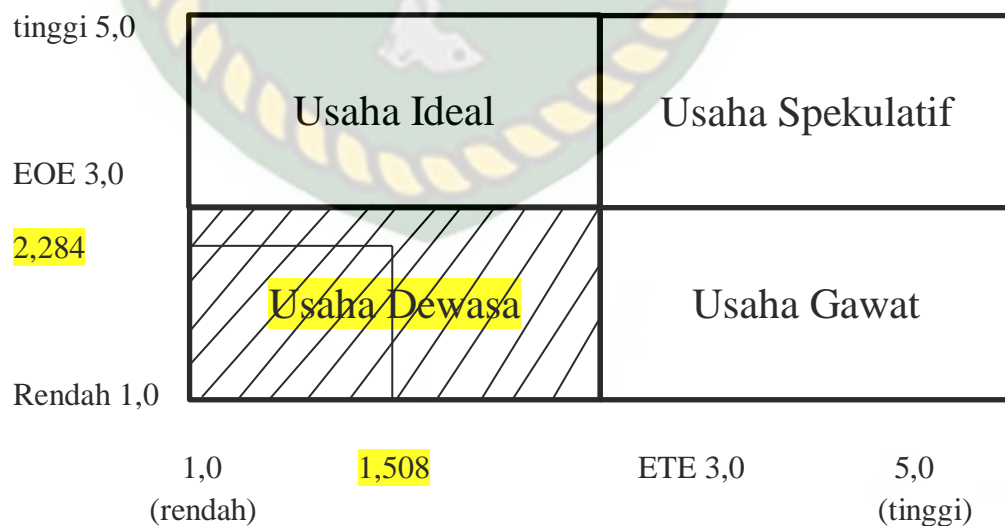 tinggi 5,0
Usaha Ideal
Usaha Spekulatif
EOE 3,0
2,284
Usaha Dewasa
Usaha Gawat
Rendah 1,0
1,0
1,508
ETE 3,0
5,0
(rendah)
(tinggi)